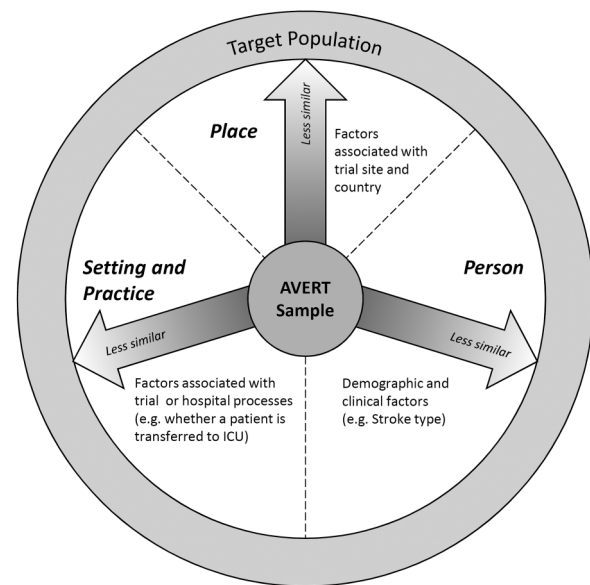 Target Population
Place
Less similar
Factors
associated with
trial site and
country
Setting and
Practice
AVERT
Sample
Person
Less similar
Less similar
Factors associated with
trial or hospital processes
(e.g. whether a patient is
transferred to ICU)
Demographic and
clinical factors
(e.g. Stroke type)